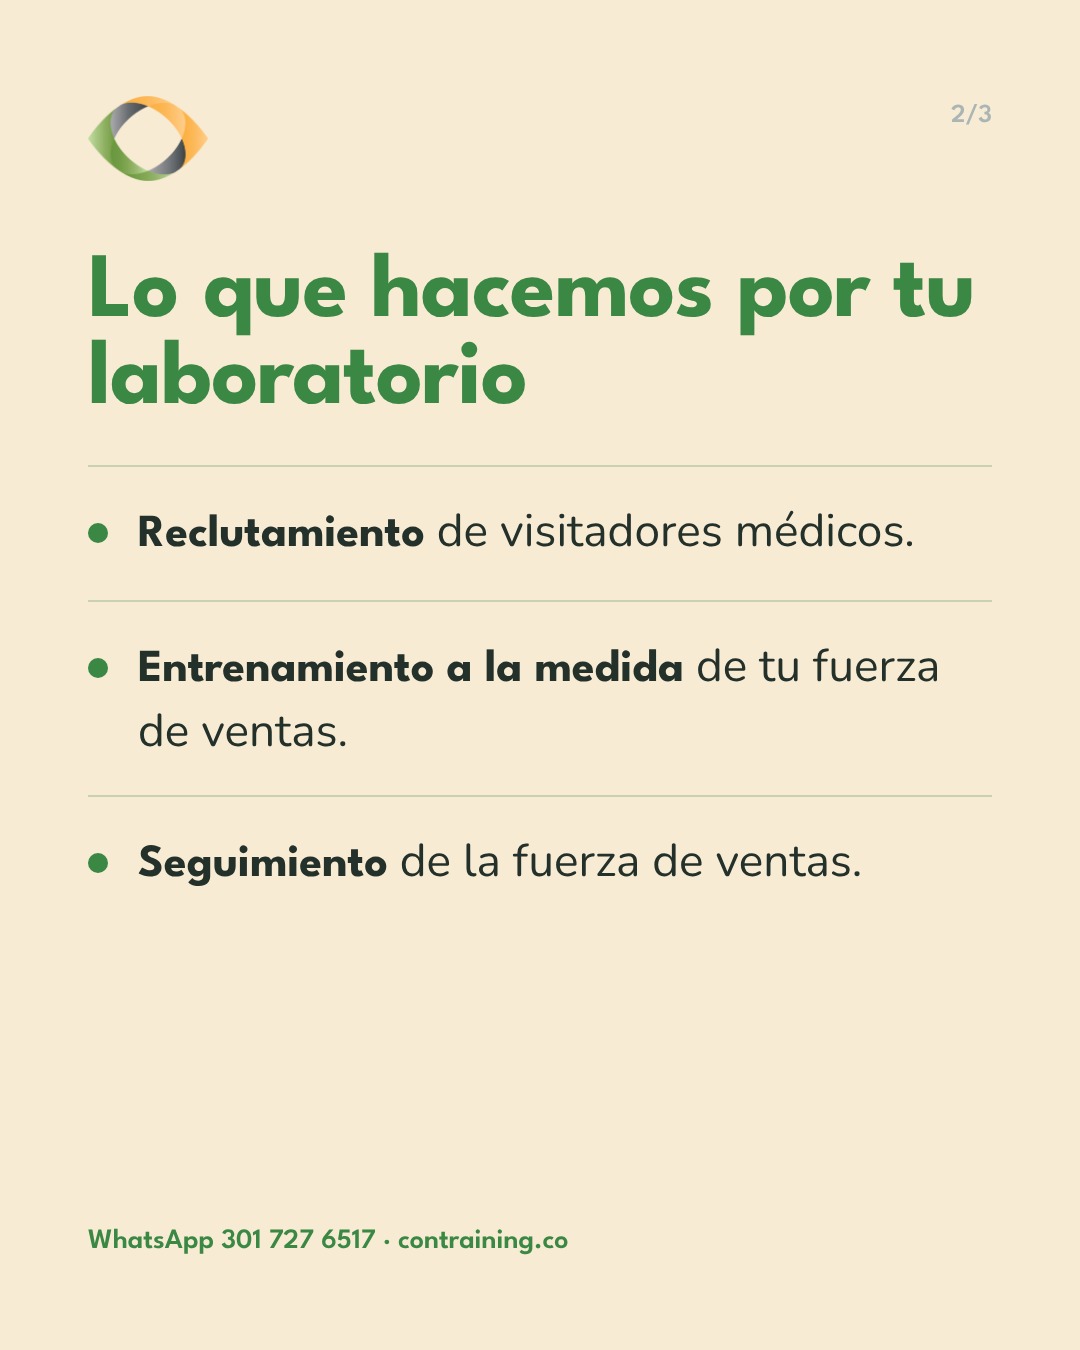 2/3
Lo que hacemos por tu
laboratorio
Reclutamiento de visitadores médicos.
Entrenamiento a la medida de tu fuerza
de ventas.
Seguimiento de la fuerza de ventas.
WhatsApp 301 727 6517 · contraining.co